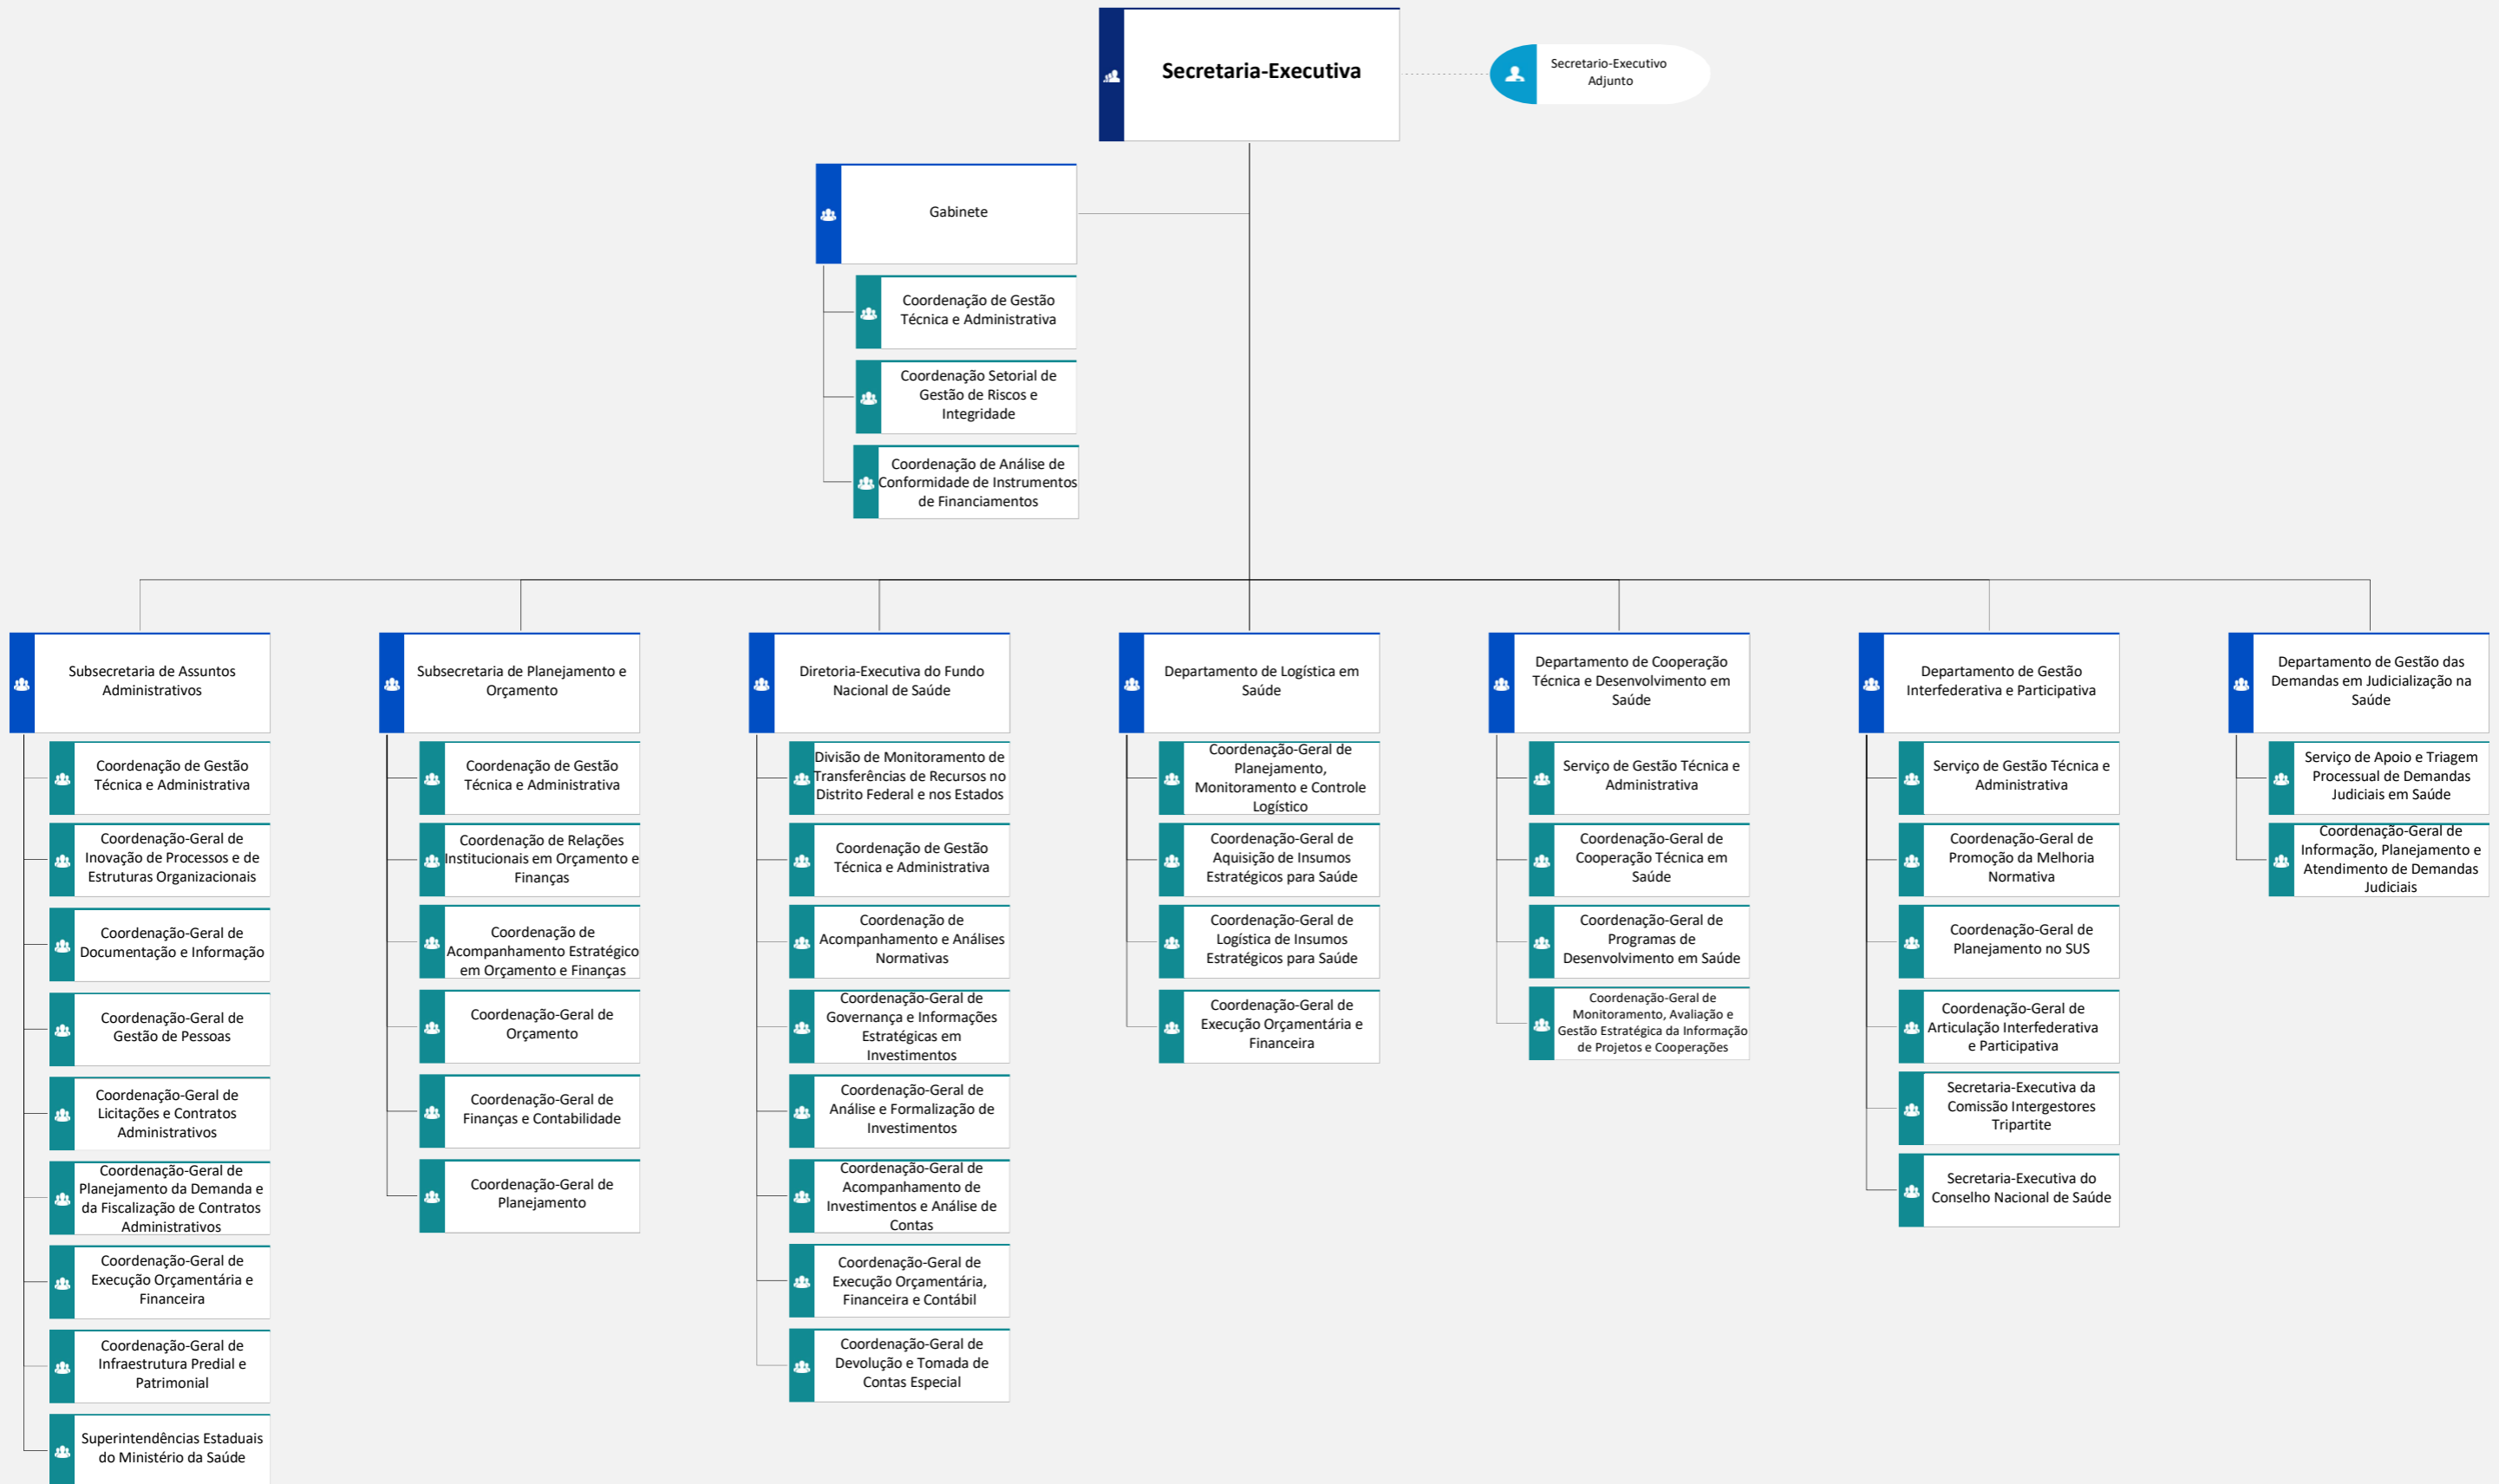 Secretaria-Executiva
Secretario-Executivo
Adjunto
Gabinete
Coordenação de Gestão
Técnica e Administrativa
Coordenação Setorial de
Gestão de Riscos e
Integridade
Coordenação de Análise de
Conformidade de Instrumentos
de Financiamentos
Subsecretaria de Assuntos
Administrativos
Coordenação de Gestão
Técnica e Administrativa
Coordenação-Geral de
Inovação de Processos e de
Estruturas Organizacionais
Coordenação-Geral de
Documentação e Informação
Coordenação-Geral de
Gestão de Pessoas
Coordenação-Geral de
Licitações e Contratos
Administrativos
Coordenação-Geral de
Planejamento da Demanda e
da Fiscalização de Contratos
Administrativos
Coordenação-Geral de
Execução Orçamentária e
Financeira
Coordenação-Geral de
Infraestrutura Predial e
Patrimonial
Superintendências Estaduais
do Ministério da Saúde
Subsecretaria de Planejamento e
Orçamento
Coordenação de Gestão
Técnica e Administrativa
Coordenação de Relações
Institucionais em Orçamento e
Finanças
Coordenação de
Acompanhamento Estratégico
em Orçamento e Finanças
Coordenação-Geral de
Orçamento
Coordenação-Geral de
Finanças e Contabilidade
Coordenação-Geral de
Planejamento
Diretoria-Executiva do Fundo
Nacional de Saúde
Divisão de Monitoramento de
Transferências de Recursos no
Distrito Federal e nos Estados
Coordenação de Gestão
Técnica e Administrativa
Coordenação de
Acompanhamento e Análises
Normativas
Coordenação-Geral de
Governança e Informações
Estratégicas em
Investimentos
Coordenação-Geral de
Análise e Formalização de
Investimentos
Coordenação-Geral de
Acompanhamento de
Investimentos e Análise de
Contas
Coordenação-Geral de
Execução Orçamentária,
Financeira e Contábil
Coordenação-Geral de
Devolução e Tomada de
Contas Especial
Departamento de Logística em
Saúde
Coordenação-Geral de
Planejamento,
Monitoramento e Controle
Logístico
Coordenação-Geral de
Aquisição de Insumos
Estratégicos para Saúde
Coordenação-Geral de
Logística de Insumos
Estratégicos para Saúde
Coordenação-Geral de
Execução Orçamentária e
Financeira
Departamento de Cooperação
Técnica e Desenvolvimento em
Saúde
Serviço de Gestão Técnica e
Administrativa
Coordenação-Geral de
Cooperação Técnica em
Saúde
Coordenação-Geral de
Programas de
Desenvolvimento em Saúde
Coordenação-Geral de
Monitoramento, Avaliação e
Gestão Estratégica da Informação
de Projetos e Cooperações
Departamento de Gestão
Interfederativa e Participativa
Serviço de Gestão Técnica e
Administrativa
Coordenação-Geral de
Promoção da Melhoria
Normativa
Coordenação-Geral de
Planejamento no SUS
Coordenação-Geral de
Articulação Interfederativa
e Participativa
Secretaria-Executiva da
Comissão Intergestores
Tripartite
Secretaria-Executiva do
Conselho Nacional de Saúde
Departamento de Gestão das
Demandas em Judicialização na
Saúde
Serviço de Apoio e Triagem
Processual de Demandas
Judiciais em Saúde
Coordenação-Geral de
Informação, Planejamento e
Atendimento de Demandas
Judiciais